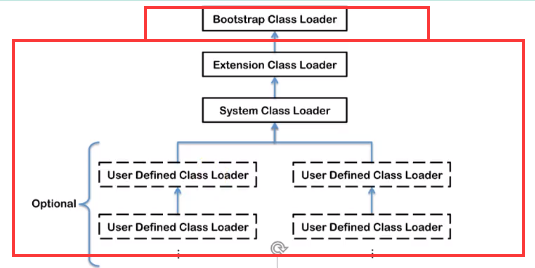 Bootstrap Class Loader
Extension Class Loader
System Class Loader
User Defined Class Loader
User Defined Class Loader
Optional
User Defined Class Loader
User Defined Class Loader